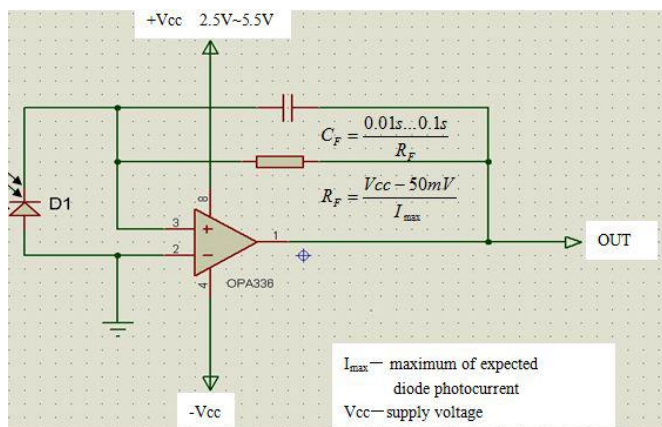 +Vcc 2.5V~5.5V
C_F = 0.01s...0.1s / R_F
R_F = Vcc − 50mV / I_max
D1
8
3
+
1
2
−
4
OPA336
OUT
-Vcc
I_max— maximum of expected
diode photocurrent
Vcc—supply voltage